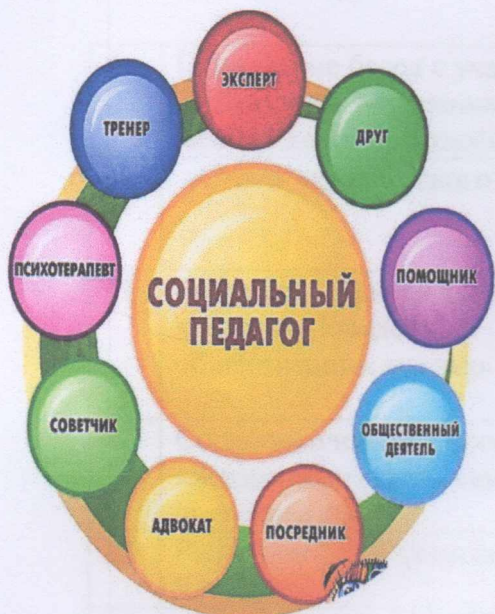 ЭКСПЕРТ
ДРУГ
ПОМОЩНИК
ОБЩЕСТВЕННЫЙ
ДЕЯТЕЛЬ
ПОСРЕДНИК
АДВОКАТ
СОВЕТЧИК
ПСИХОТЕРАПЕВТ
ТРЕНЕР
СОЦИАЛЬНЫЙ
ПЕДАГОГ